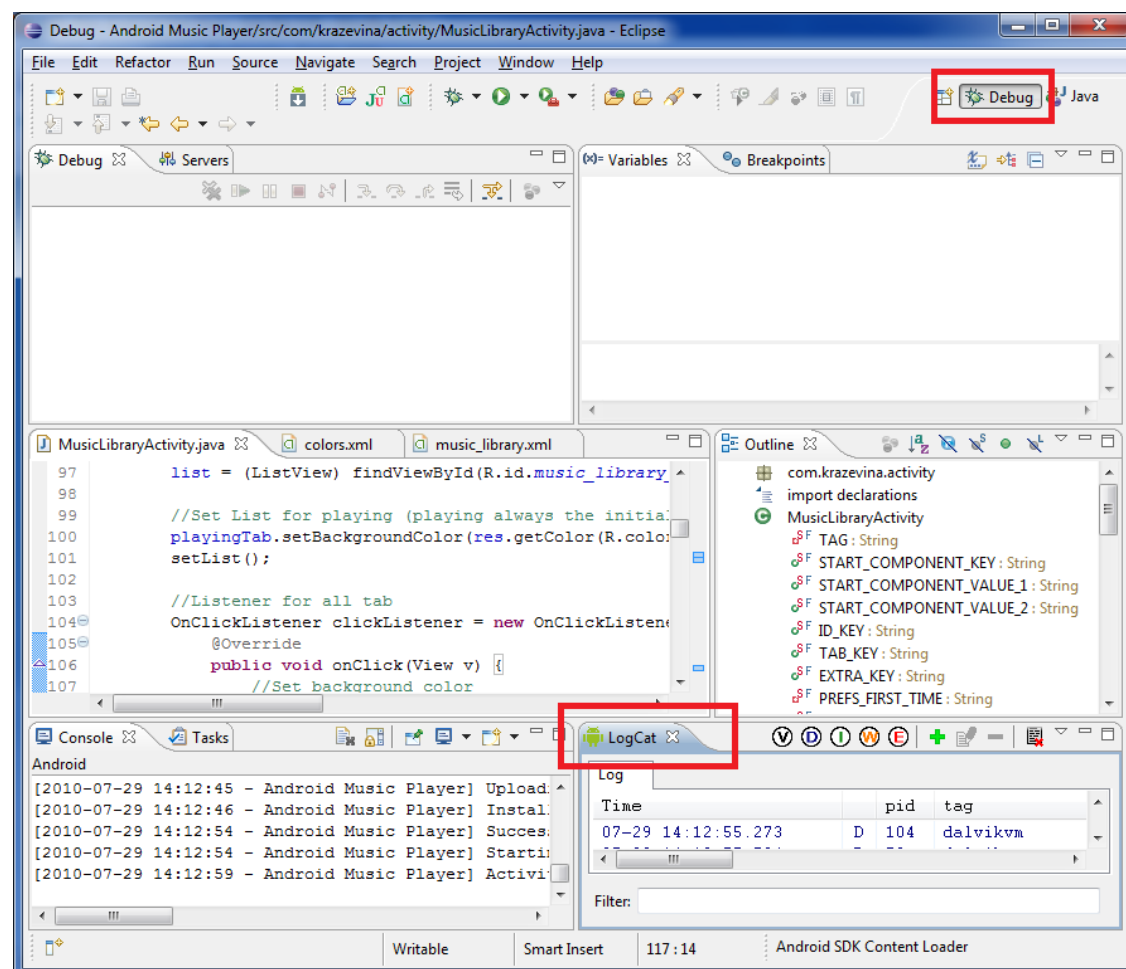 Debug - Android Music Player/src/com/krazevina/activity/MusicLibraryActivity.java - Eclipse
File Edit Refactor Run Source Navigate Search Project Window Help
Debug Java
Debug Servers
(x)= Variables Breakpoints
MusicLibraryActivity.java colors.xml music_library.xml
97 list = (ListView) findViewById(R.id.music_library_
98
99 //Set List for playing (playing always the initia
100 playingTab.setBackgroundColor(res.getColor(R.colo
101 setList();
102
103 //Listener for all tab
104 OnClickListener clickListener = new OnClickListene
105 @Override
106 public void onClick(View v) {
107 //Set background color
Outline
com.krazevina.activity
import declarations
MusicLibraryActivity
TAG : String
START_COMPONENT_KEY : String
START_COMPONENT_VALUE_1 : String
START_COMPONENT_VALUE_2 : String
ID_KEY : String
TAB_KEY : String
EXTRA_KEY : String
PREFS_FIRST_TIME : String
Console Tasks
Android
[2010-07-29 14:12:45 - Android Music Player] Upload
[2010-07-29 14:12:46 - Android Music Player] Instal
[2010-07-29 14:12:54 - Android Music Player] Succes
[2010-07-29 14:12:54 - Android Music Player] Starti
[2010-07-29 14:12:59 - Android Music Player] Activi
LogCat V D I W E
Log
Time pid tag
07-29 14:12:55.273 D 104 dalvikvm
Filter:
Writable Smart Insert 117 : 14 Android SDK Content Loader